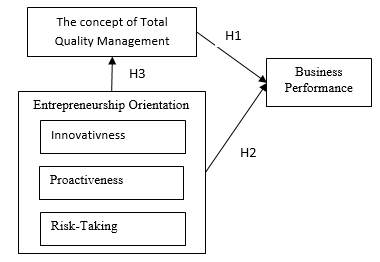 The concept of Total
Quality Management
H1
Business
Performance
H3
Entrepreneurship Orientation
Innovativness
H2
Proactiveness
Risk-Taking